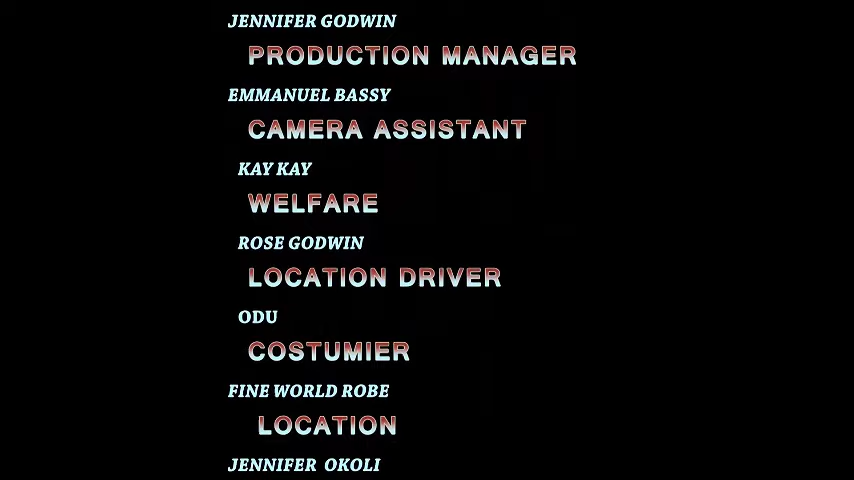 JENNIFER GODWIN
PRODUCTION MANAGER
EMMANUEL BASSY
CAMERA ASSISTANT
KAY KAY
WELFARE
ROSE GODWIN
LOCATION DRIVER
ODU
COSTUMIER
FINE WORLD ROBE
LOCATION
JENNIFER OKOLI